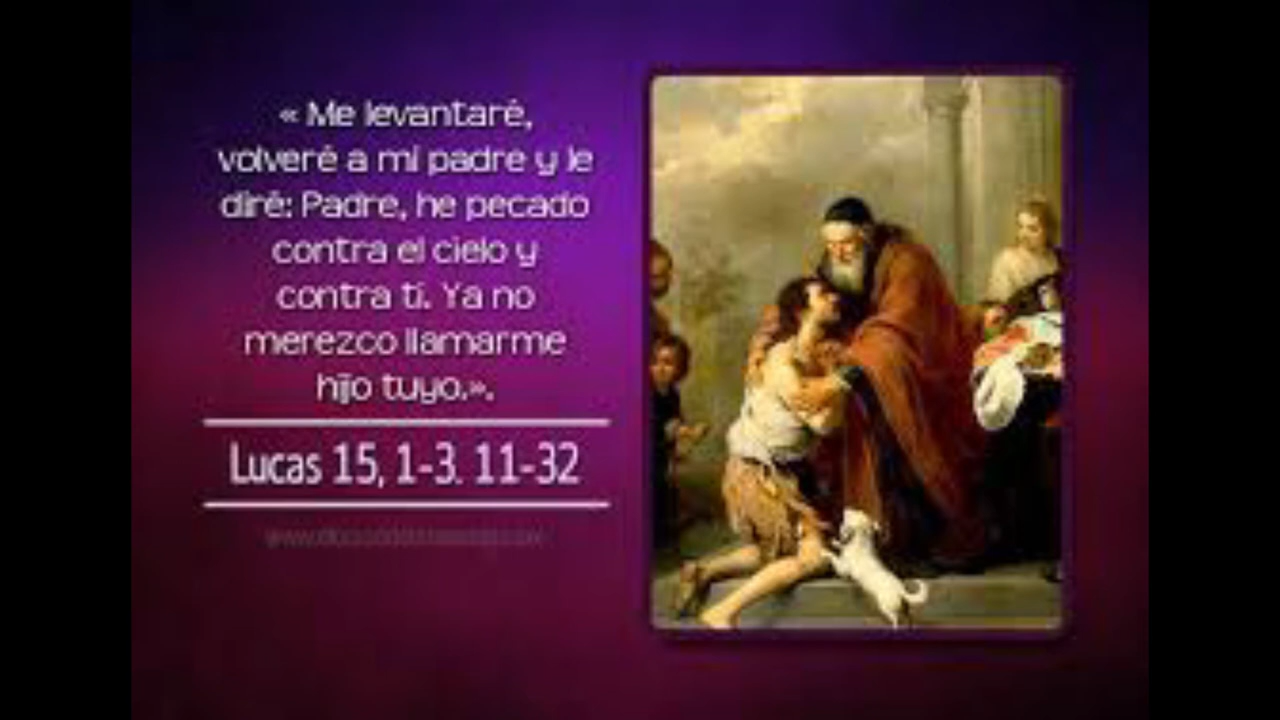 « Me levantaré,
volveré a mi padre y le
diré: Padre, he pecado
contra el cielo y
contra ti. Ya no
merezco llamarme
hijo tuyo.».
Lucas 15, 1-3. 11-32